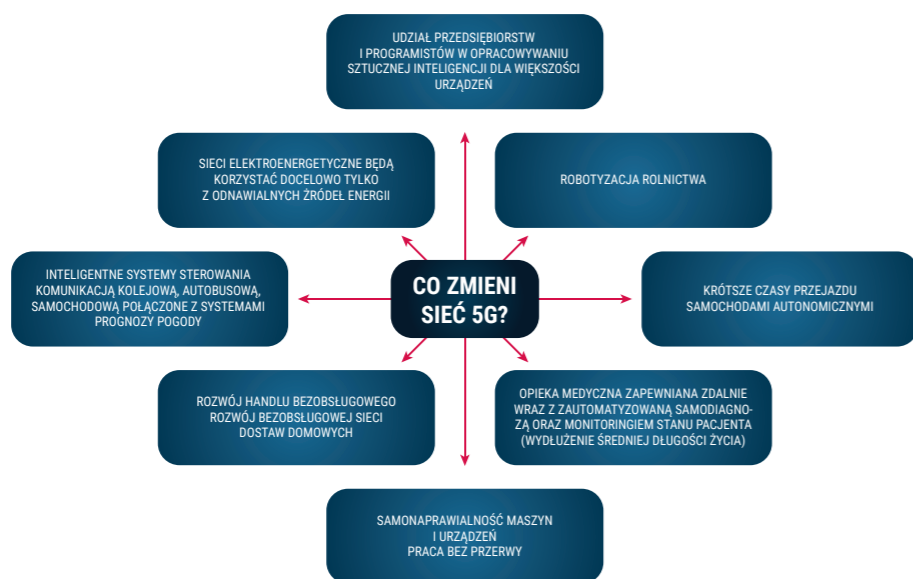 UDZIAŁ PRZEDSIĘBIORSTW
I PROGRAMISTÓW W OPRACOWYWANIU
SZTUCZNEJ INTELIGENCJI DLA WIĘKSZOŚCI
URZĄDZEŃ
SIECI ELEKTROENERGETYCZNE BĘDĄ
KORZYSTAĆ DOCELOWO TYLKO
Z ODNAWIALNYCH ŹRÓDEŁ ENERGII
ROBOTYZACJA ROLNICTWA
INTELIGENTNE SYSTEMY STEROWANIA
KOMUNIKACJĄ KOLEJOWĄ, AUTOBUSOWĄ,
SAMOCHODOWĄ POŁĄCZONE Z SYSTEMAMI
PROGNOZY POGODY
CO ZMIENI
SIEĆ 5G?
KRÓTSZE CZASY PRZEJAZDU
SAMOCHODAMI AUTONOMICZNYMI
ROZWÓJ HANDLU BEZOBSŁUGOWEGO
ROZWÓJ BEZOBSŁUGOWEJ SIECI
DOSTAW DOMOWYCH
OPIEKA MEDYCZNA ZAPEWNIANA ZDALNIE
WRAZ Z ZAUTOMATYZOWANĄ SAMODIAGNO-
ZĄ ORAZ MONITORINGIEM STANU PACJENTA
(WYDŁUŻENIE ŚREDNIEJ DŁUGOŚCI ŻYCIA)
SAMONAPRAWIALNOŚĆ MASZYN
I URZĄDZEŃ
PRACA BEZ PRZERWY